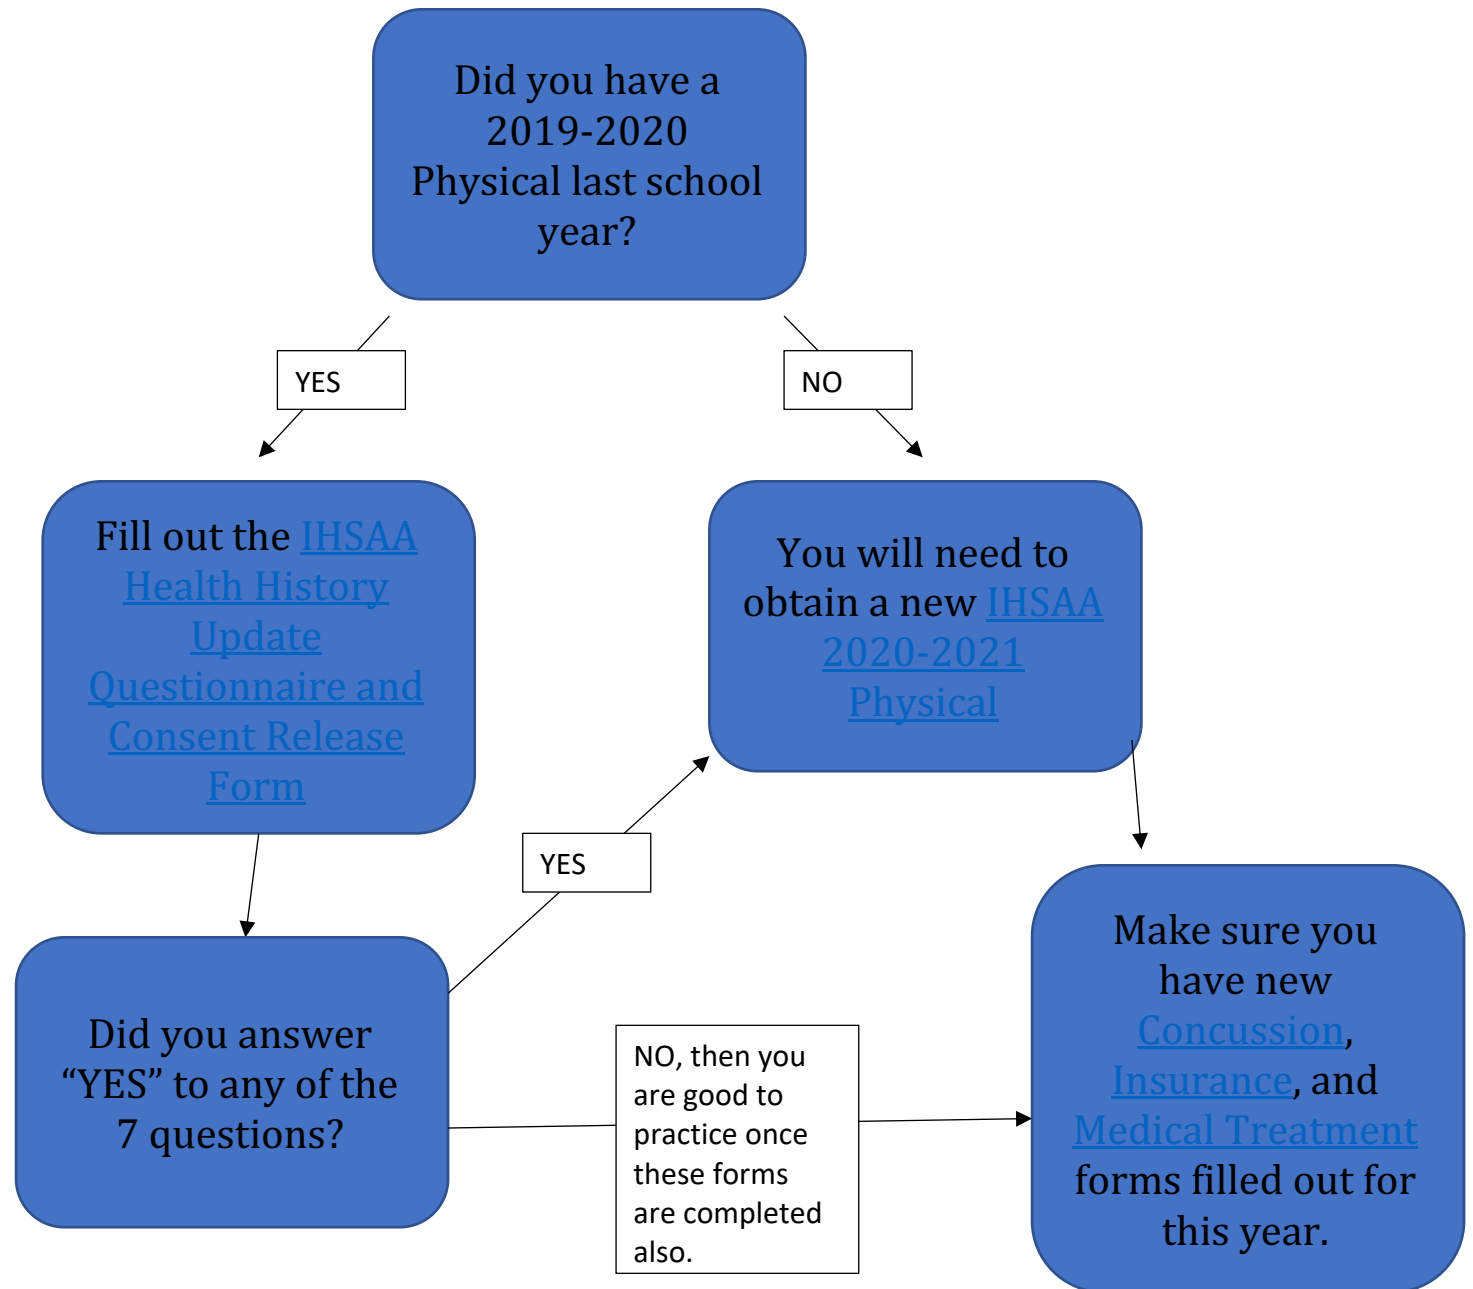 Did you have a
2019-2020
Physical last school
year?
YES
NO
Fill out the IHSAA
Health History
Update
Questionnaire and
Consent Release
Form
You will need to
obtain a new IHSAA
2020-2021
Physical
YES
Did you answer
“YES” to any of the
7 questions?
NO, then you
are good to
practice once
these forms
are completed
also.
Make sure you
have new
Concussion,
Insurance, and
Medical Treatment
forms filled out for
this year.